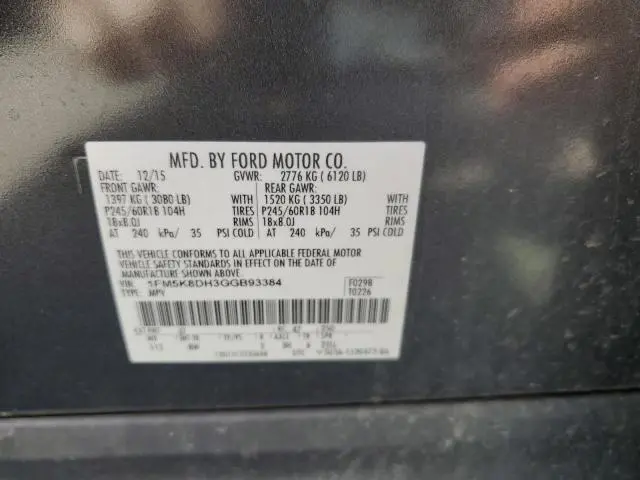 MFD. BY FORD MOTOR CO.
DATE: 12/15 GVWR: 2776 KG ( 6120 LB)
FRONT GAWR: REAR GAWR:
1397 KG ( 3080 LB) WITH 1520 KG ( 3350 LB) WITH
P245/60R18 104H TIRES P245/60R18 104H TIRES
18x8.0J RIMS 18x8.0J RIMS
AT 240 kPa/ 35 PSI COLD AT 240 kPa/ 35 PSI COLD
THIS VEHICLE CONFORMS TO ALL APPLICABLE FEDERAL MOTOR
VEHICLE SAFETY STANDARDS IN EFFECT ON THE DATE OF
MANUFACTURE SHOWN ABOVE.
VIN: 1FM5K8DH3GGB93384 F0298
TYPE: MPV T0226
EXT PNT: